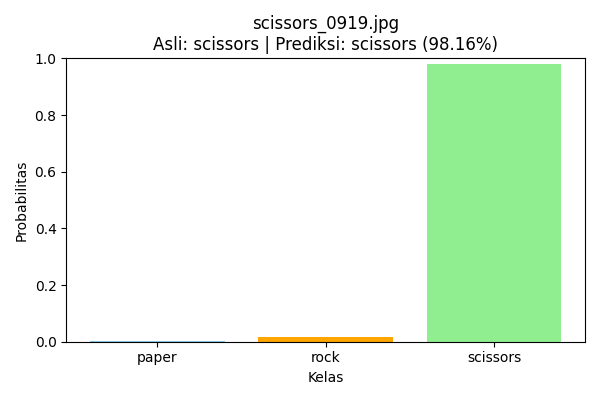 scissors_0919.jpg
Asli: scissors | Prediksi: scissors (98.16%)
1.0
0.8
0.6
0.4
0.2
0.0
Probabilitas
paper
rock
scissors
Kelas